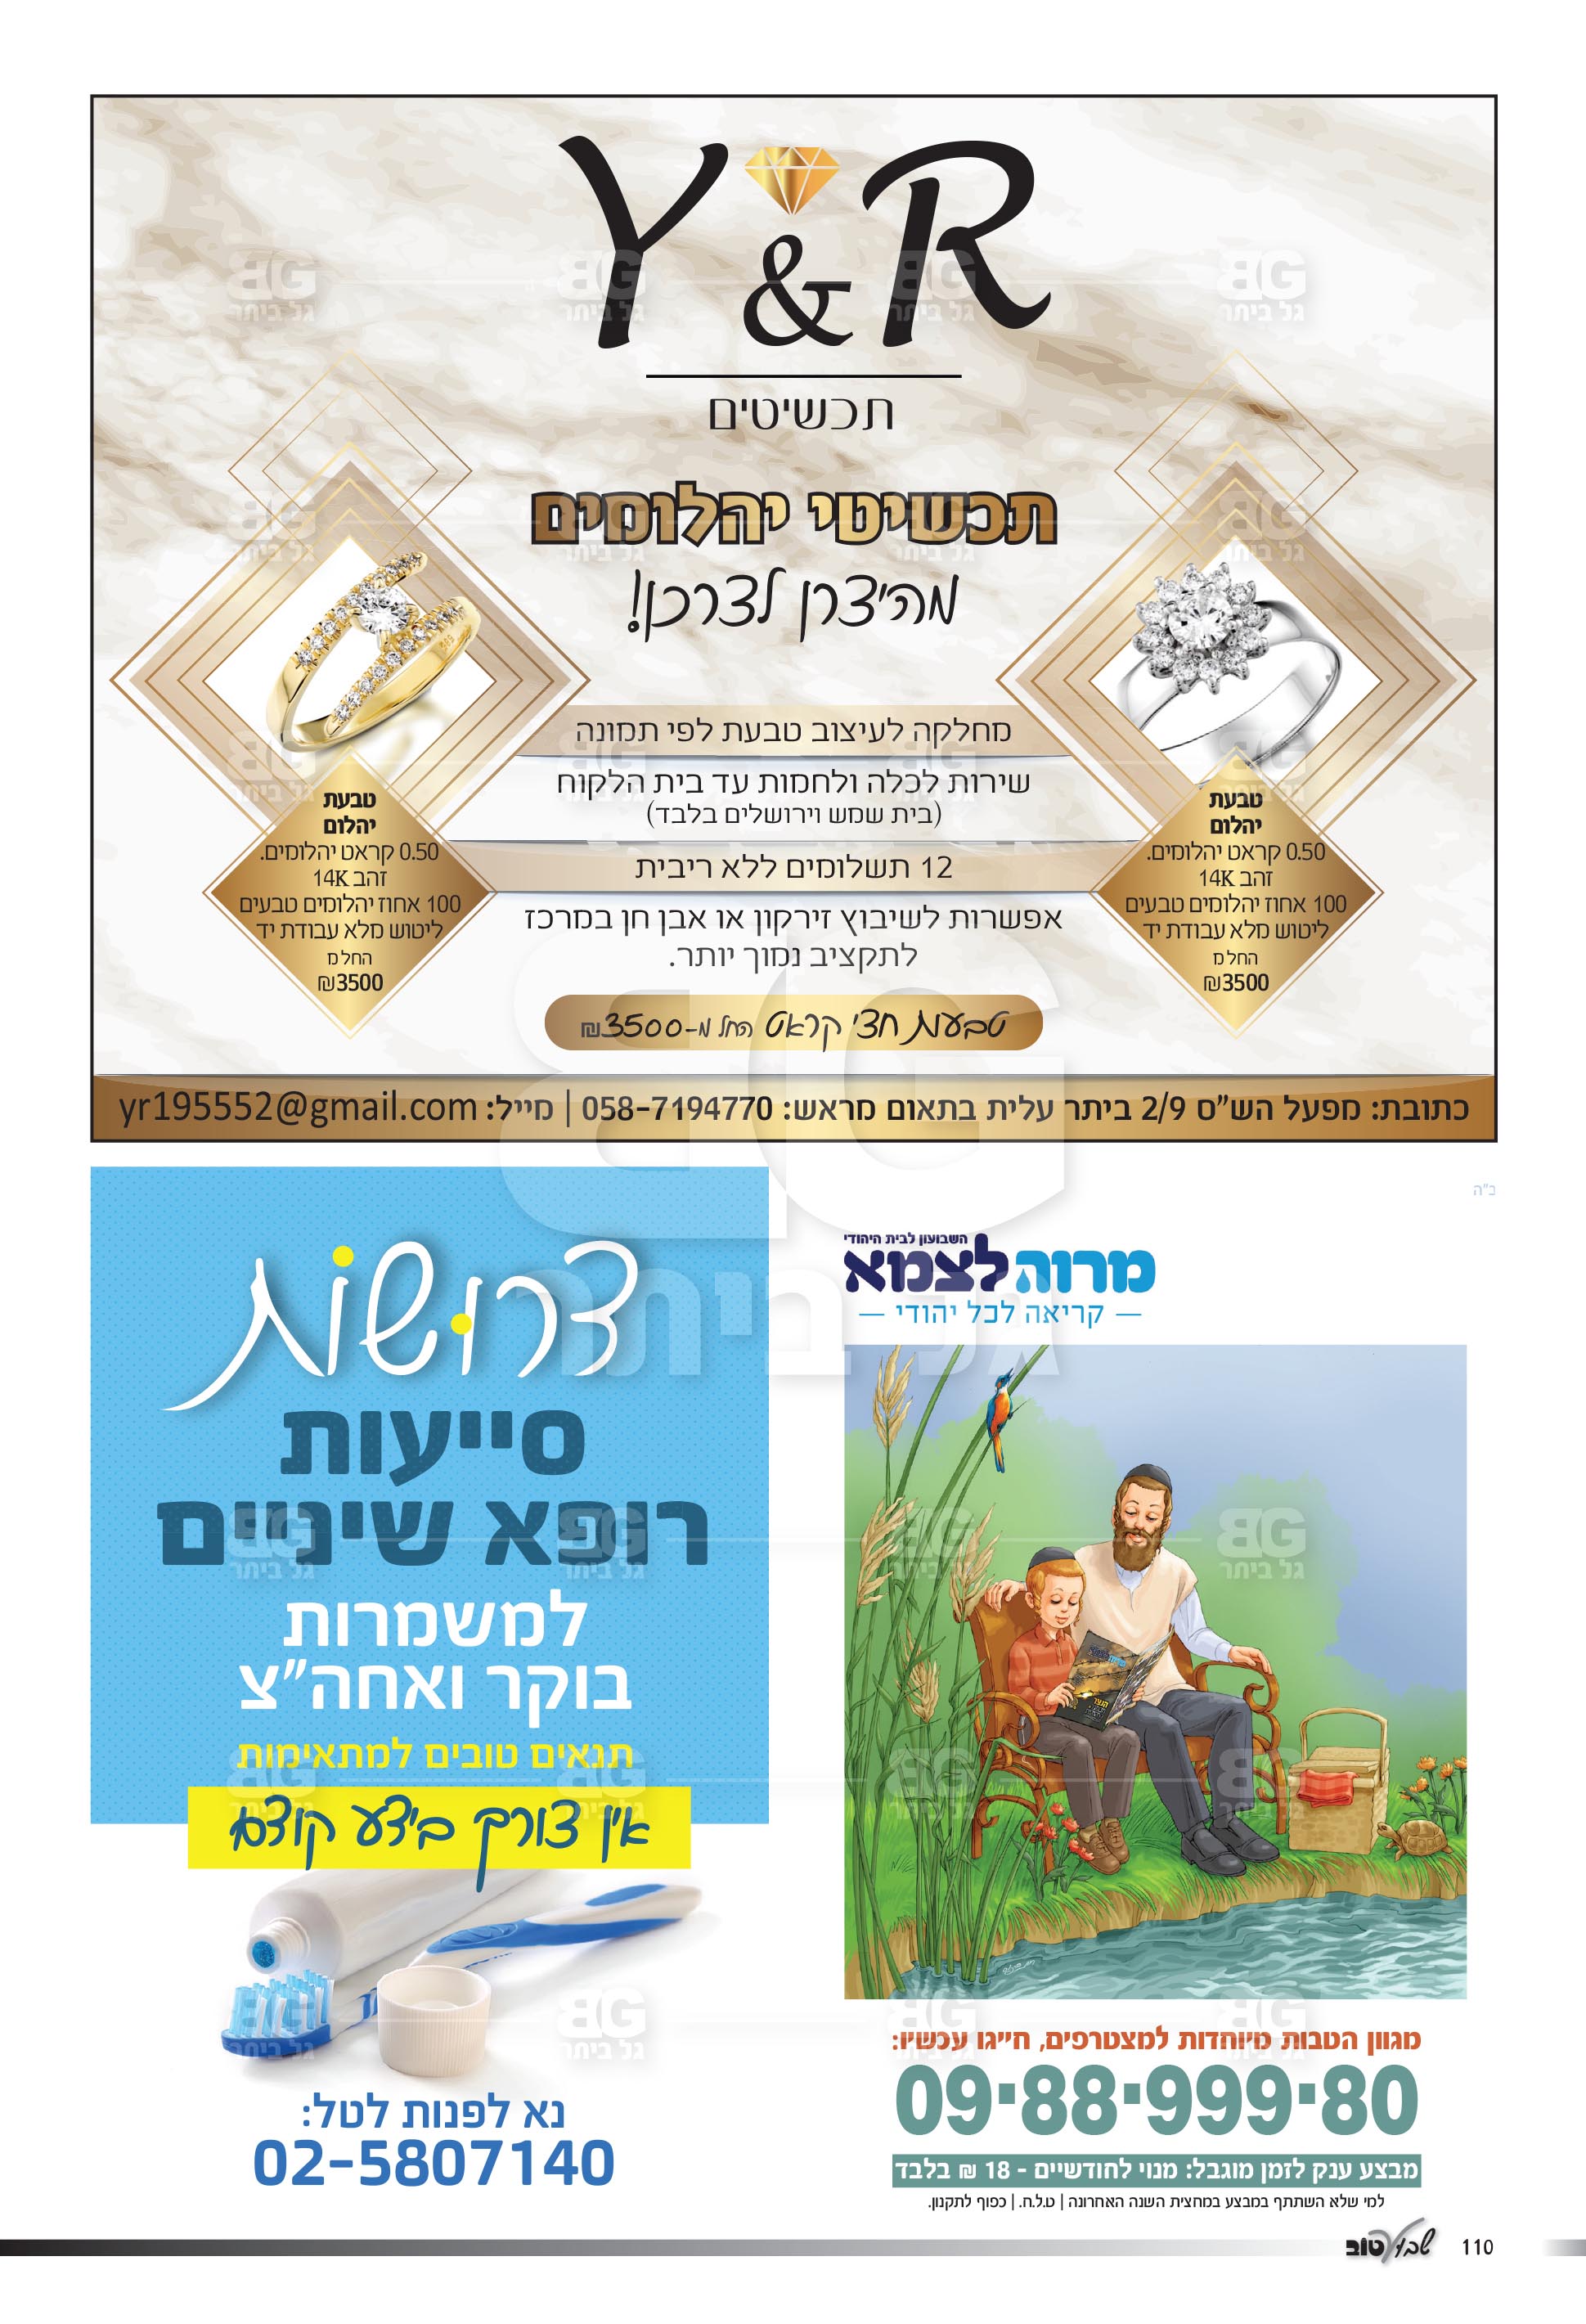 Y&R
תכשיטים
תכשיטי יהלומים
מהיצרן לצרכן!
מחלקה לעיצוב טבעת לפי תמונה
שירות לכלה ולחמות עד בית הלקוח
(בית שמש וירושלים בלבד)
12 תשלומים ללא ריבית
אפשרות לשיבוץ זירקון או אבן חן במרכז
לתקציב נמוך יותר.
טבעות חצי קראט החל מ-3500₪
טבעת
יהלום
0.50 קראט יהלומים.
זהב 14K
100 אחוז יהלומים טבעים
ליטוש מלא עבודת יד
החל מ
3500₪
טבעת
יהלום
0.50 קראט יהלומים.
זהב 14K
100 אחוז יהלומים טבעים
ליטוש מלא עבודת יד
החל מ
3500₪
כתובת: מפעל הש"ס 2/9 ביתר עלית בתאום מראש: 058-7194770 | מייל: yr195552@gmail.com
ב"ה
השבועון לבית היהודי
מרוה לצמא
— קריאה לכל יהודי —
מגוון הטבות מיוחדות למצטרפים, חייגו עכשיו:
09·88·999·80
מבצע ענק לזמן מוגבל: מנוי לחודשיים - 18 ₪ בלבד
למי שלא השתתף במבצע במחצית השנה האחרונה | ט.ל.ח. | כפוף לתקנון.
דרושות
סייעות
רופא שיניים
למשמרות
בוקר ואחה"צ
תנאים טובים למתאימות
אין צורך בידע קודם
נא לפנות לטל:
02-5807140
110 שבוע טוב
BG
גל ביתר